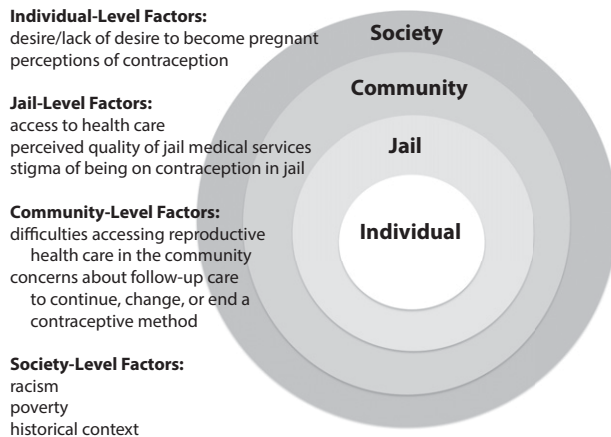 Individual-Level Factors:
desire/lack of desire to become pregnant
perceptions of contraception
Jail-Level Factors:
access to health care
perceived quality of jail medical services
stigma of being on contraception in jail
Community-Level Factors:
difficulties accessing reproductive
health care in the community
concerns about follow-up care
to continue, change, or end a
contraceptive method
Society-Level Factors:
racism
poverty
historical context
Society
Community
Jail
Individual